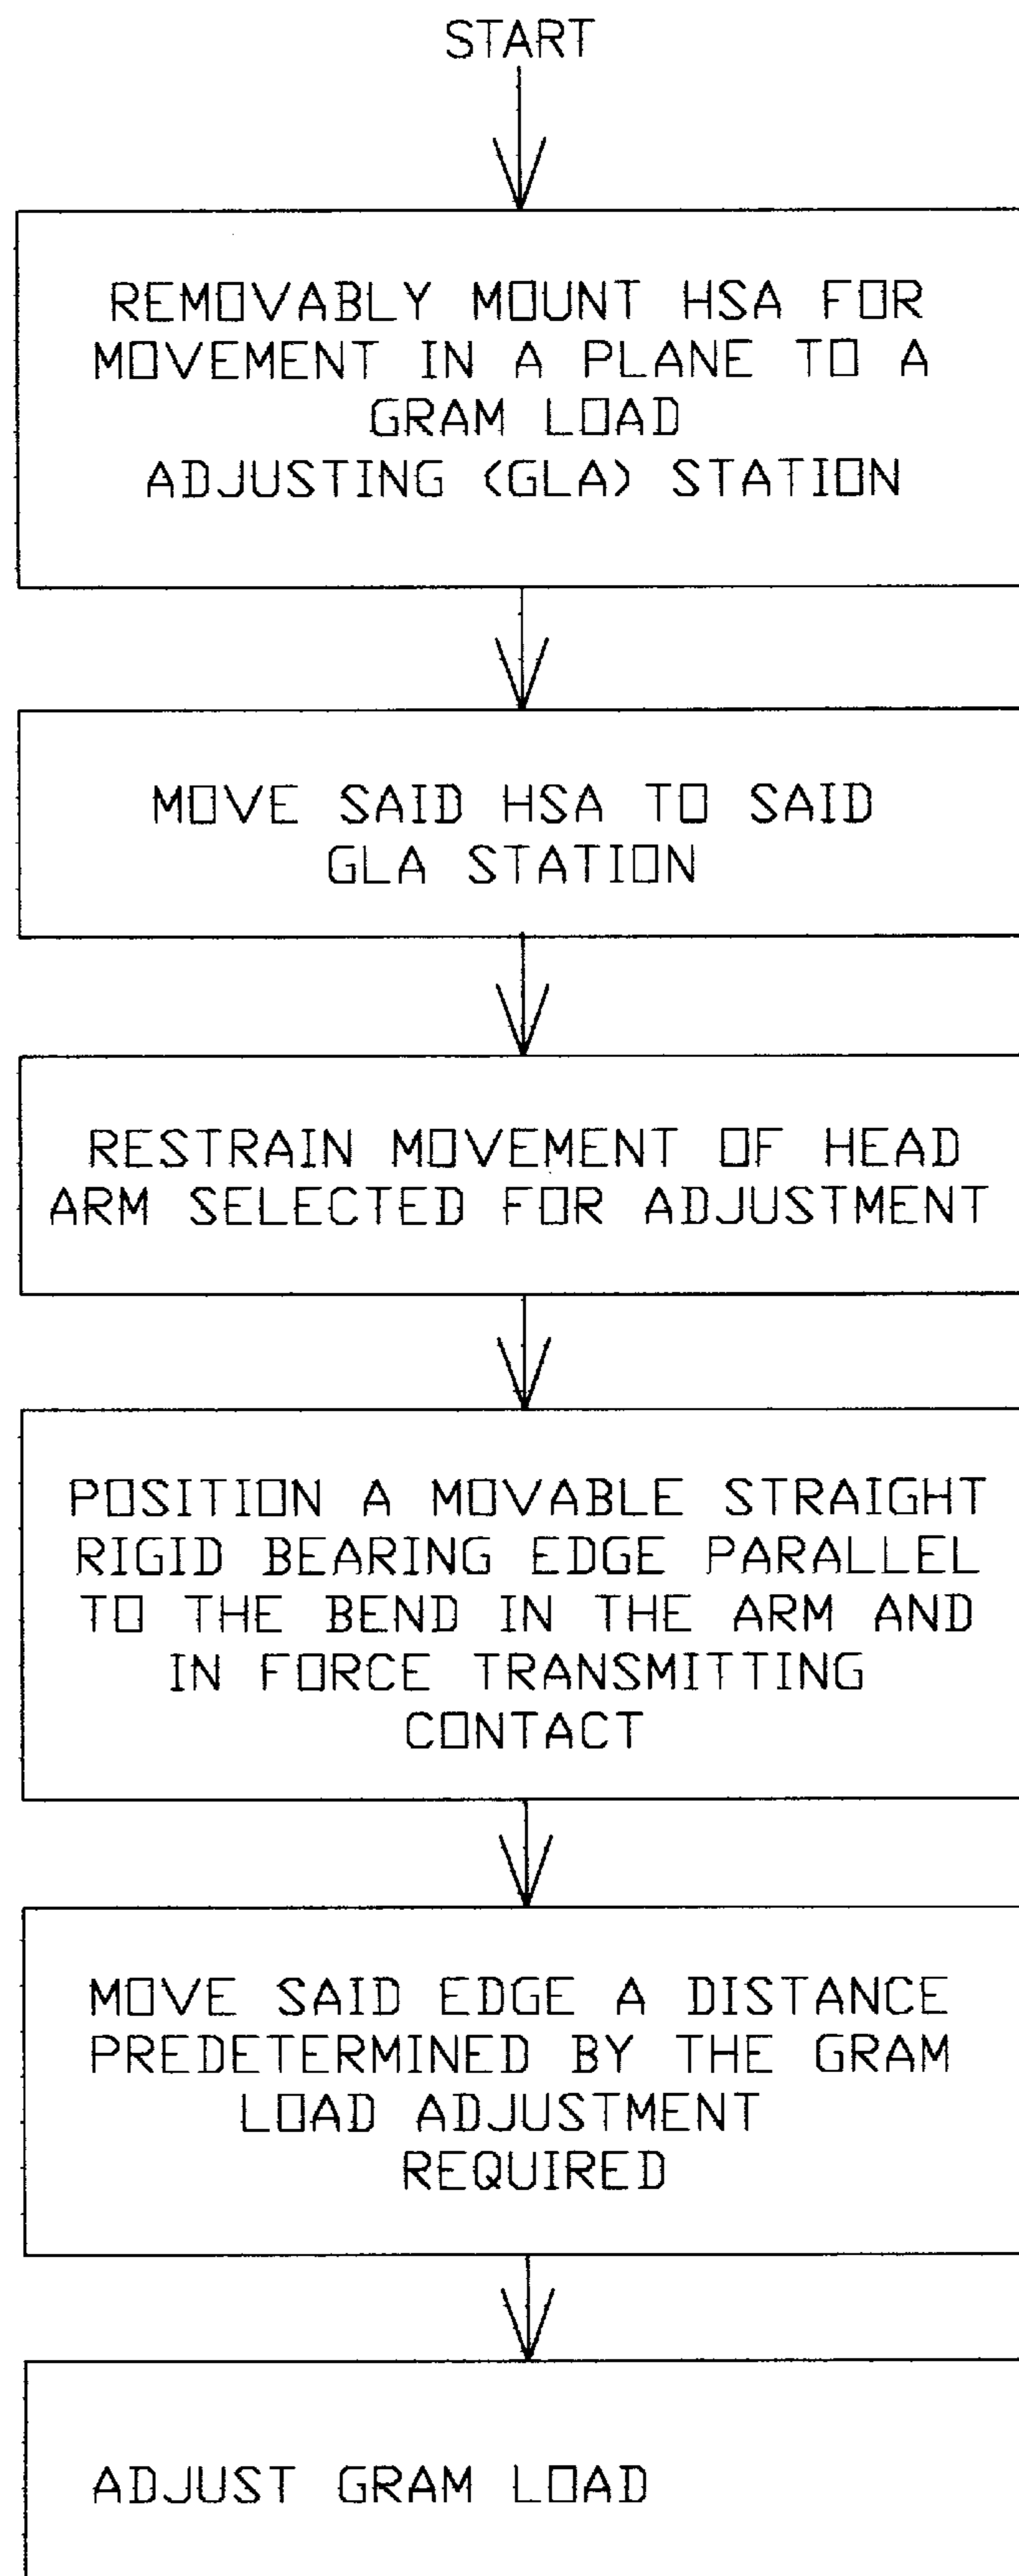 START
REMOVABLY MOUNT HSA FOR
MOVEMENT IN A PLANE TO A
GRAM LOAD
ADJUSTING (GLA) STATION
MOVE SAID HSA TO SAID
GLA STATION
RESTRAIN MOVEMENT OF HEAD
ARM SELECTED FOR ADJUSTMENT
POSITION A MOVABLE STRAIGHT
RIGID BEARING EDGE PARALLEL
TO THE BEND IN THE ARM AND
IN FORCE TRANSMITTING
CONTACT
MOVE SAID EDGE A DISTANCE
PREDETERMINED BY THE GRAM
LOAD ADJUSTMENT
REQUIRED
ADJUST GRAM LOAD